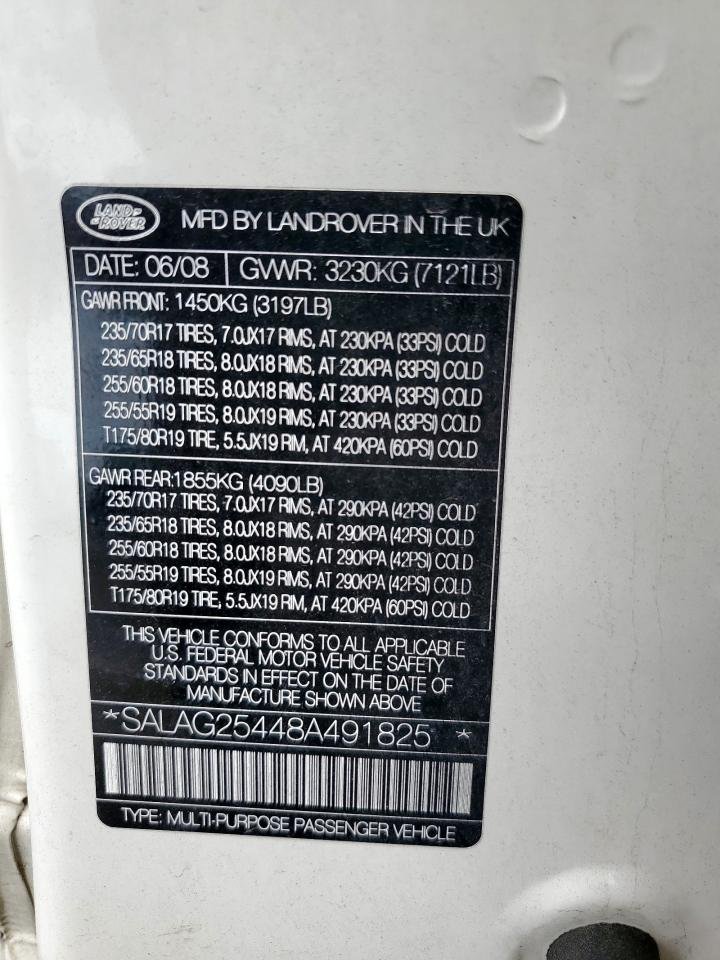 LAND-
-ROVER
MFD BY LANDROVER IN THE UK
DATE: 06/08 GVWR: 3230KG (7121LB)
GAWR FRONT: 1450KG (3197LB)
235/70R17 TIRES, 7.0JX17 RIMS, AT 230KPA (33PSI) COLD
235/65R18 TIRES, 8.0JX18 RIMS, AT 230KPA (33PSI) COLD
255/60R18 TIRES, 8.0JX18 RIMS, AT 230KPA (33PSI) COLD
255/55R19 TIRES, 8.0JX19 RIMS, AT 230KPA (33PSI) COLD
T175/80R19 TIRE, 5.5JX19 RIM, AT 420KPA (60PSI) COLD
GAWR REAR:1855KG (4090LB)
235/70R17 TIRES, 7.0JX17 RIMS, AT 290KPA (42PSI) COLD
235/65R18 TIRES, 8.0JX18 RIMS, AT 290KPA (42PSI) COLD
255/60R18 TIRES, 8.0JX18 RIMS, AT 290KPA (42PSI) COLD
255/55R19 TIRES, 8.0JX19 RIMS, AT 290KPA (42PSI) COLD
T175/80R19 TIRE, 5.5JX19 RIM, AT 420KPA (60PSI) COLD
THIS VEHICLE CONFORMS TO ALL APPLICABLE
U.S. FEDERAL MOTOR VEHICLE SAFETY
STANDARDS IN EFFECT ON THE DATE OF
MANUFACTURE SHOWN ABOVE
*SALAG25448A491825 *
TYPE: MULTI-PURPOSE PASSENGER VEHICLE